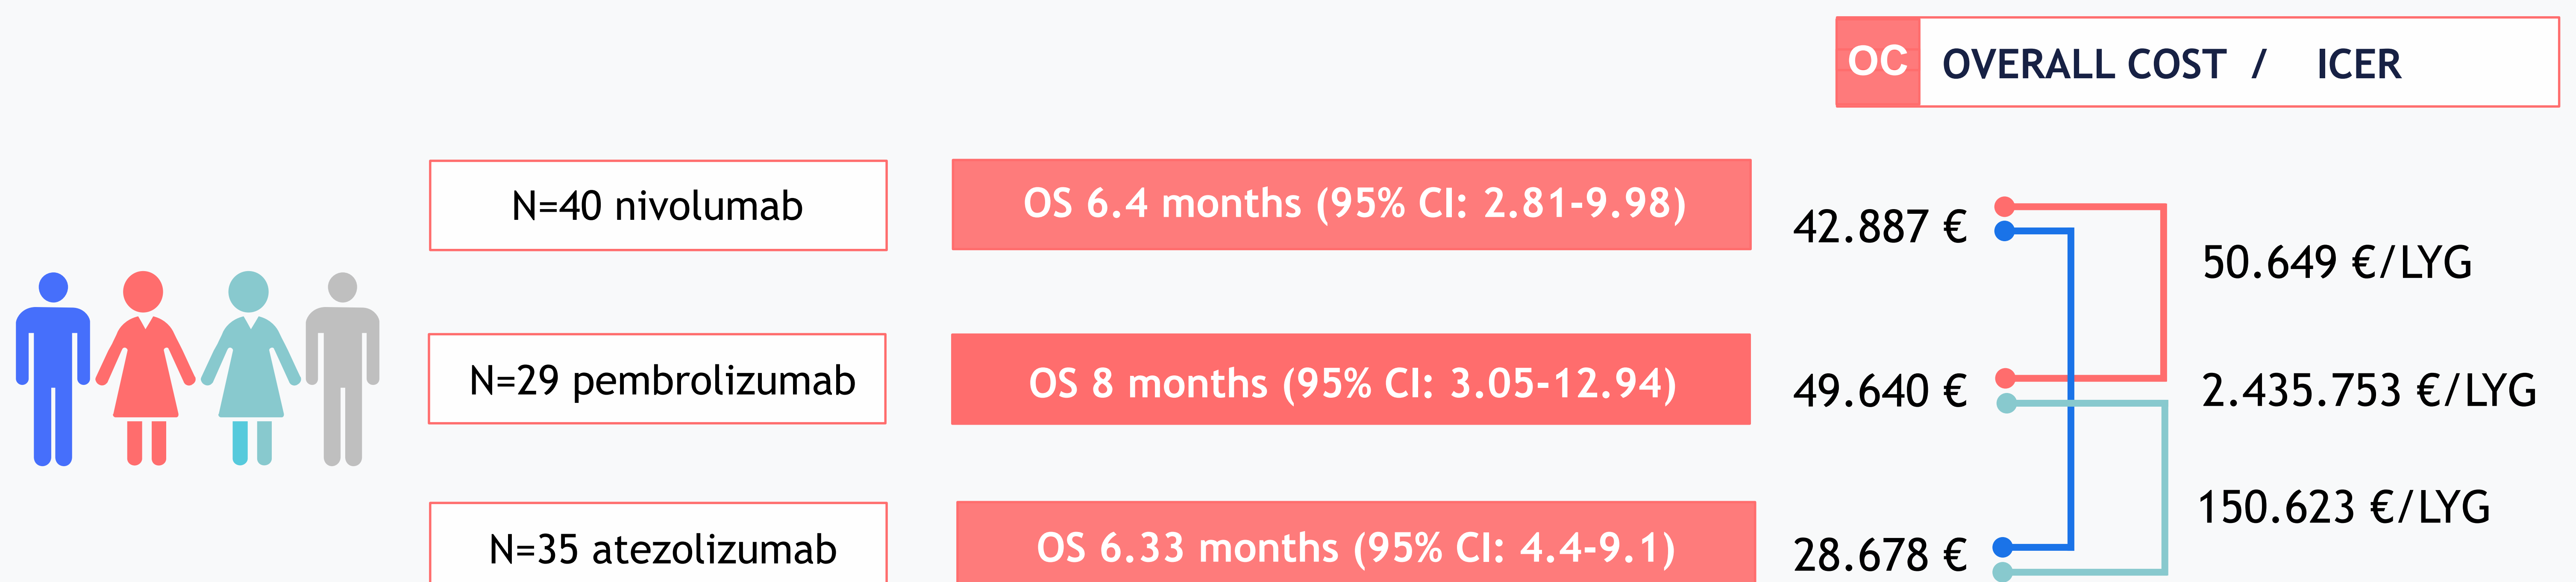 OC OVERALL COST / ICER
N=40 nivolumab
OS 6.4 months (95% CI: 2.81-9.98)
42.887 €
50.649 €/LYG
N=29 pembrolizumab
OS 8 months (95% CI: 3.05-12.94)
49.640 €
2.435.753 €/LYG
150.623 €/LYG
N=35 atezolizumab
OS 6.33 months (95% CI: 4.4-9.1)
28.678 €